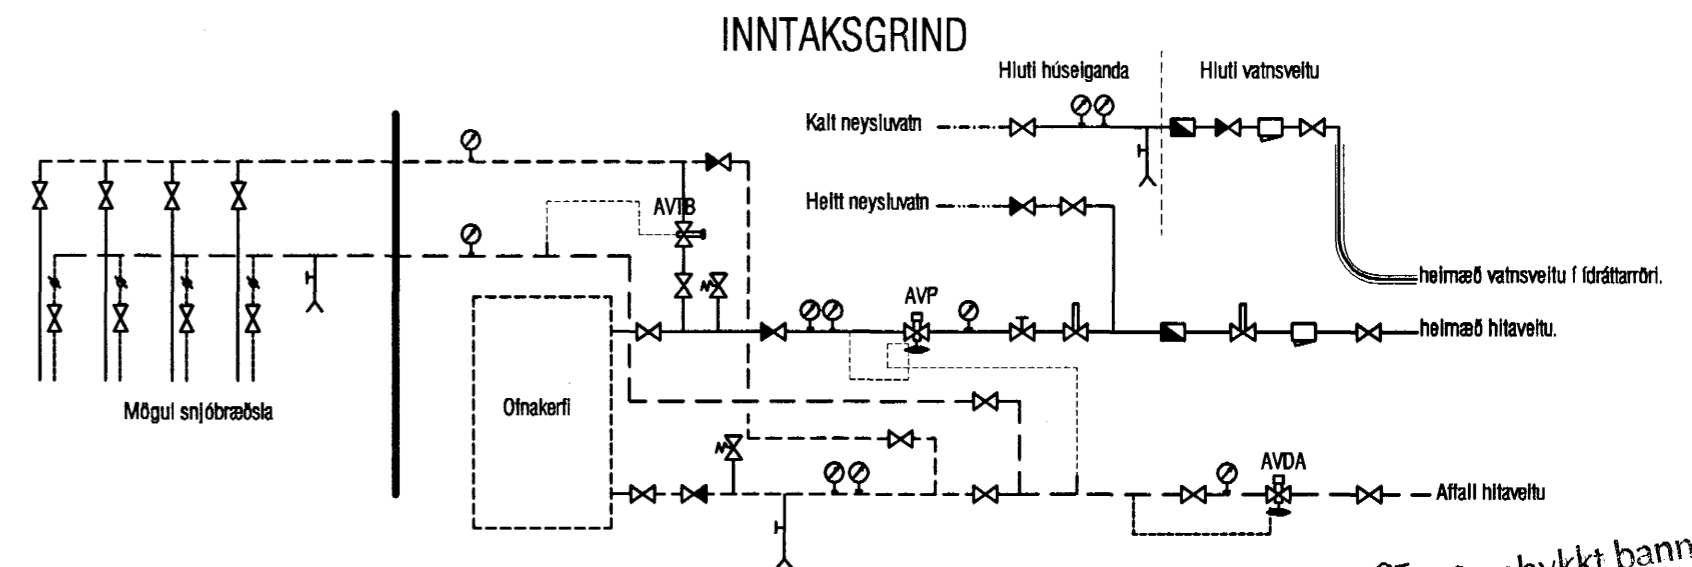 INNTAKSGRIND
Hluti húseiganda
Hluti vatnsveitu
Kalt neysluvatn
AVTB
Heitt neysluvatn
heimæð vatnsveitu í ídráttarröri.
AVP
heimæð hitaveitu.
Mögul snjóbræðsla
Ofnakerfi
AVDA
Affall hitaveitu
bann